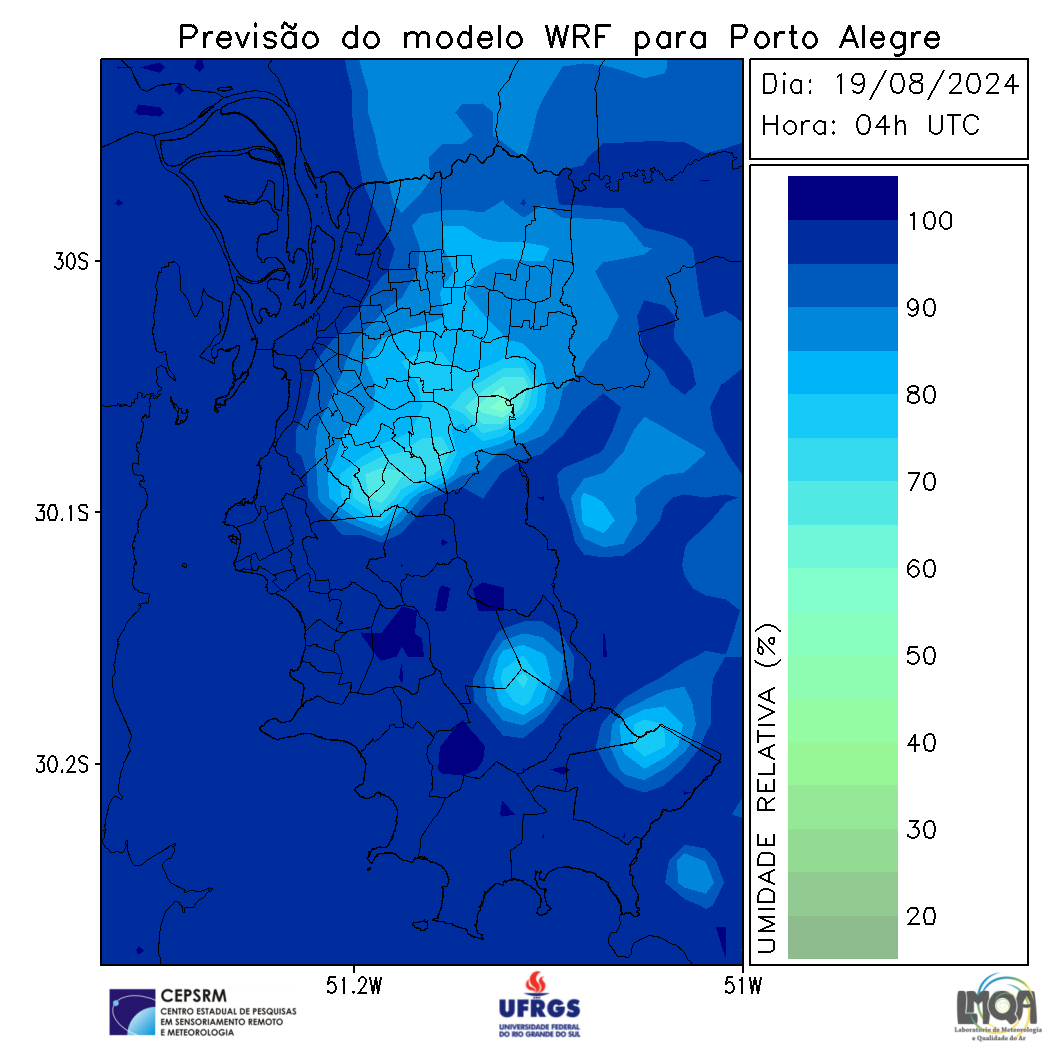 Previsão do modelo WRF para Porto Alegre
Dia: 19/08/2024
Hora: 04h UTC
30S
30.1S
30.2S
51.2W
51W
UMIDADE RELATIVA (%)
100
90
80
70
60
50
40
30
20
CEPSRM
CENTRO ESTADUAL DE PESQUISAS
EM SENSORIAMENTO REMOTO
E METEOROLOGIA
UFRGS
UNIVERSIDADE FEDERAL
DO RIO GRANDE DO SUL
LMQA
Laboratório de Meteorologia
e Qualidade do Ar